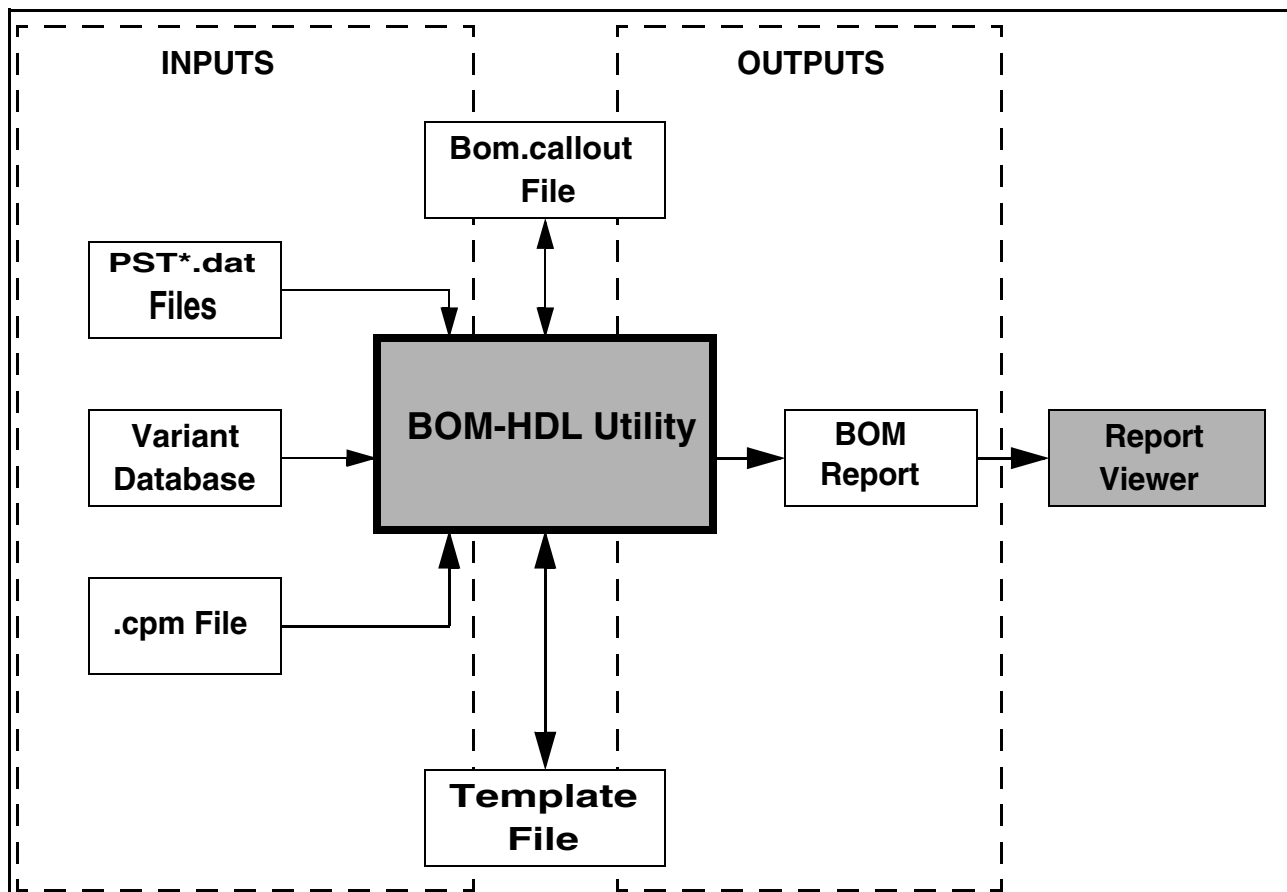 INPUTS
OUTPUTS
Bom.callout
File
PST*.dat
Files
BOM-HDL Utility
Variant
Database
BOM
Report
Report
Viewer
.cpm File
Template
File